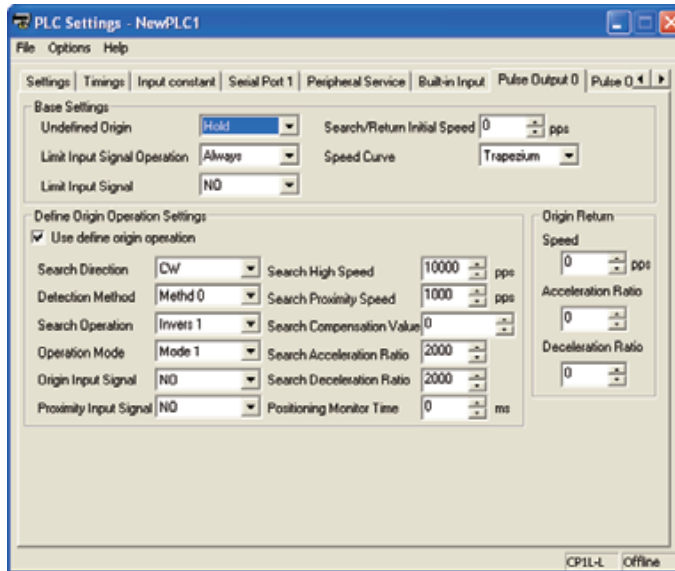 PLC Settings - NewPLC1
File Options Help
Settings Timings Input constant Serial Port 1 Peripheral Service Built-in Input Pulse Output 0 Pulse O
Base Settings
Undefined Origin Hold Search/Return Initial Speed 0 pps
Limit Input Signal Operation Always Speed Curve Trapezium
Limit Input Signal NO
Define Origin Operation Settings
Use define origin operation
Search Direction CW Search High Speed 10000 pps
Detection Method Methd 0 Search Proximity Speed 1000 pps
Search Operation Invers 1 Search Compensation Value 0
Operation Mode Mode 1 Search Acceleration Ratio 2000
Origin Input Signal NO Search Deceleration Ratio 2000
Proximity Input Signal NO Positioning Monitor Time 0 ms
Origin Return
Speed
0 pps
Acceleration Ratio
0
Deceleration Ratio
0
CP1L-L Offline